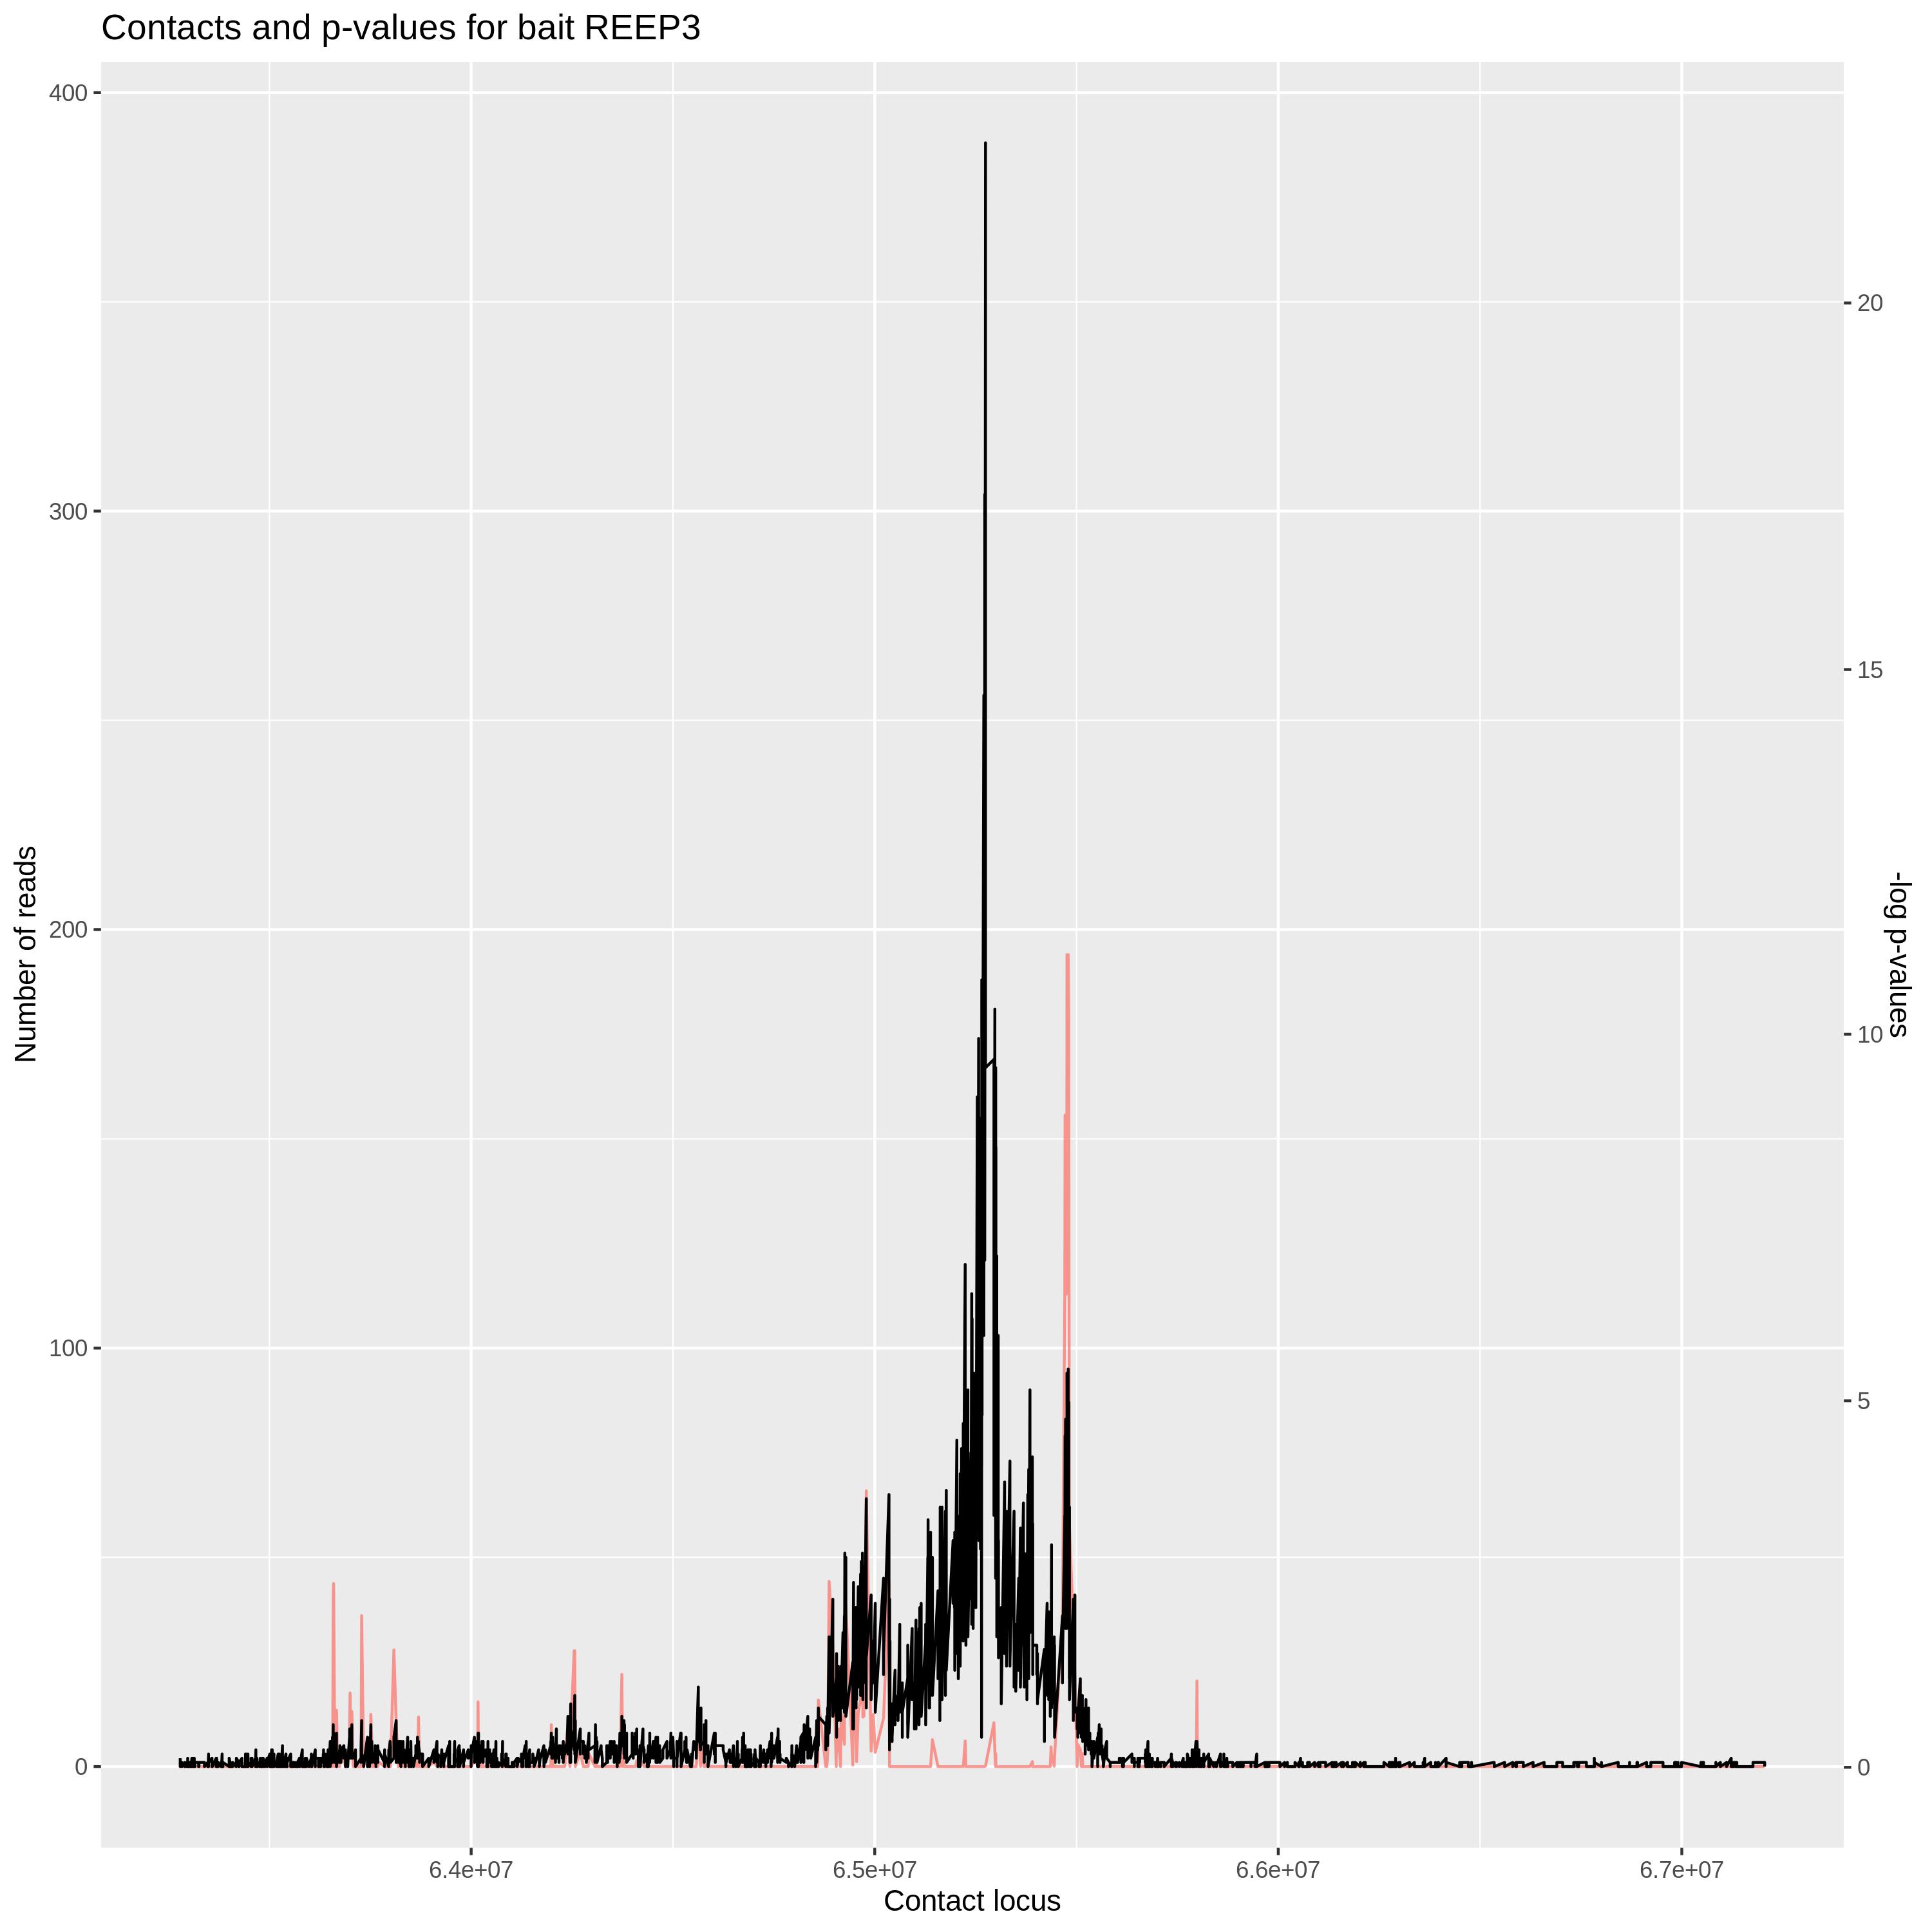 Contacts and p-values for bait REEP3
400
300
200
100
0
Number of reads
20
15
10
5
0
-log p-values
6.4e+07
6.5e+07
6.6e+07
6.7e+07
Contact locus